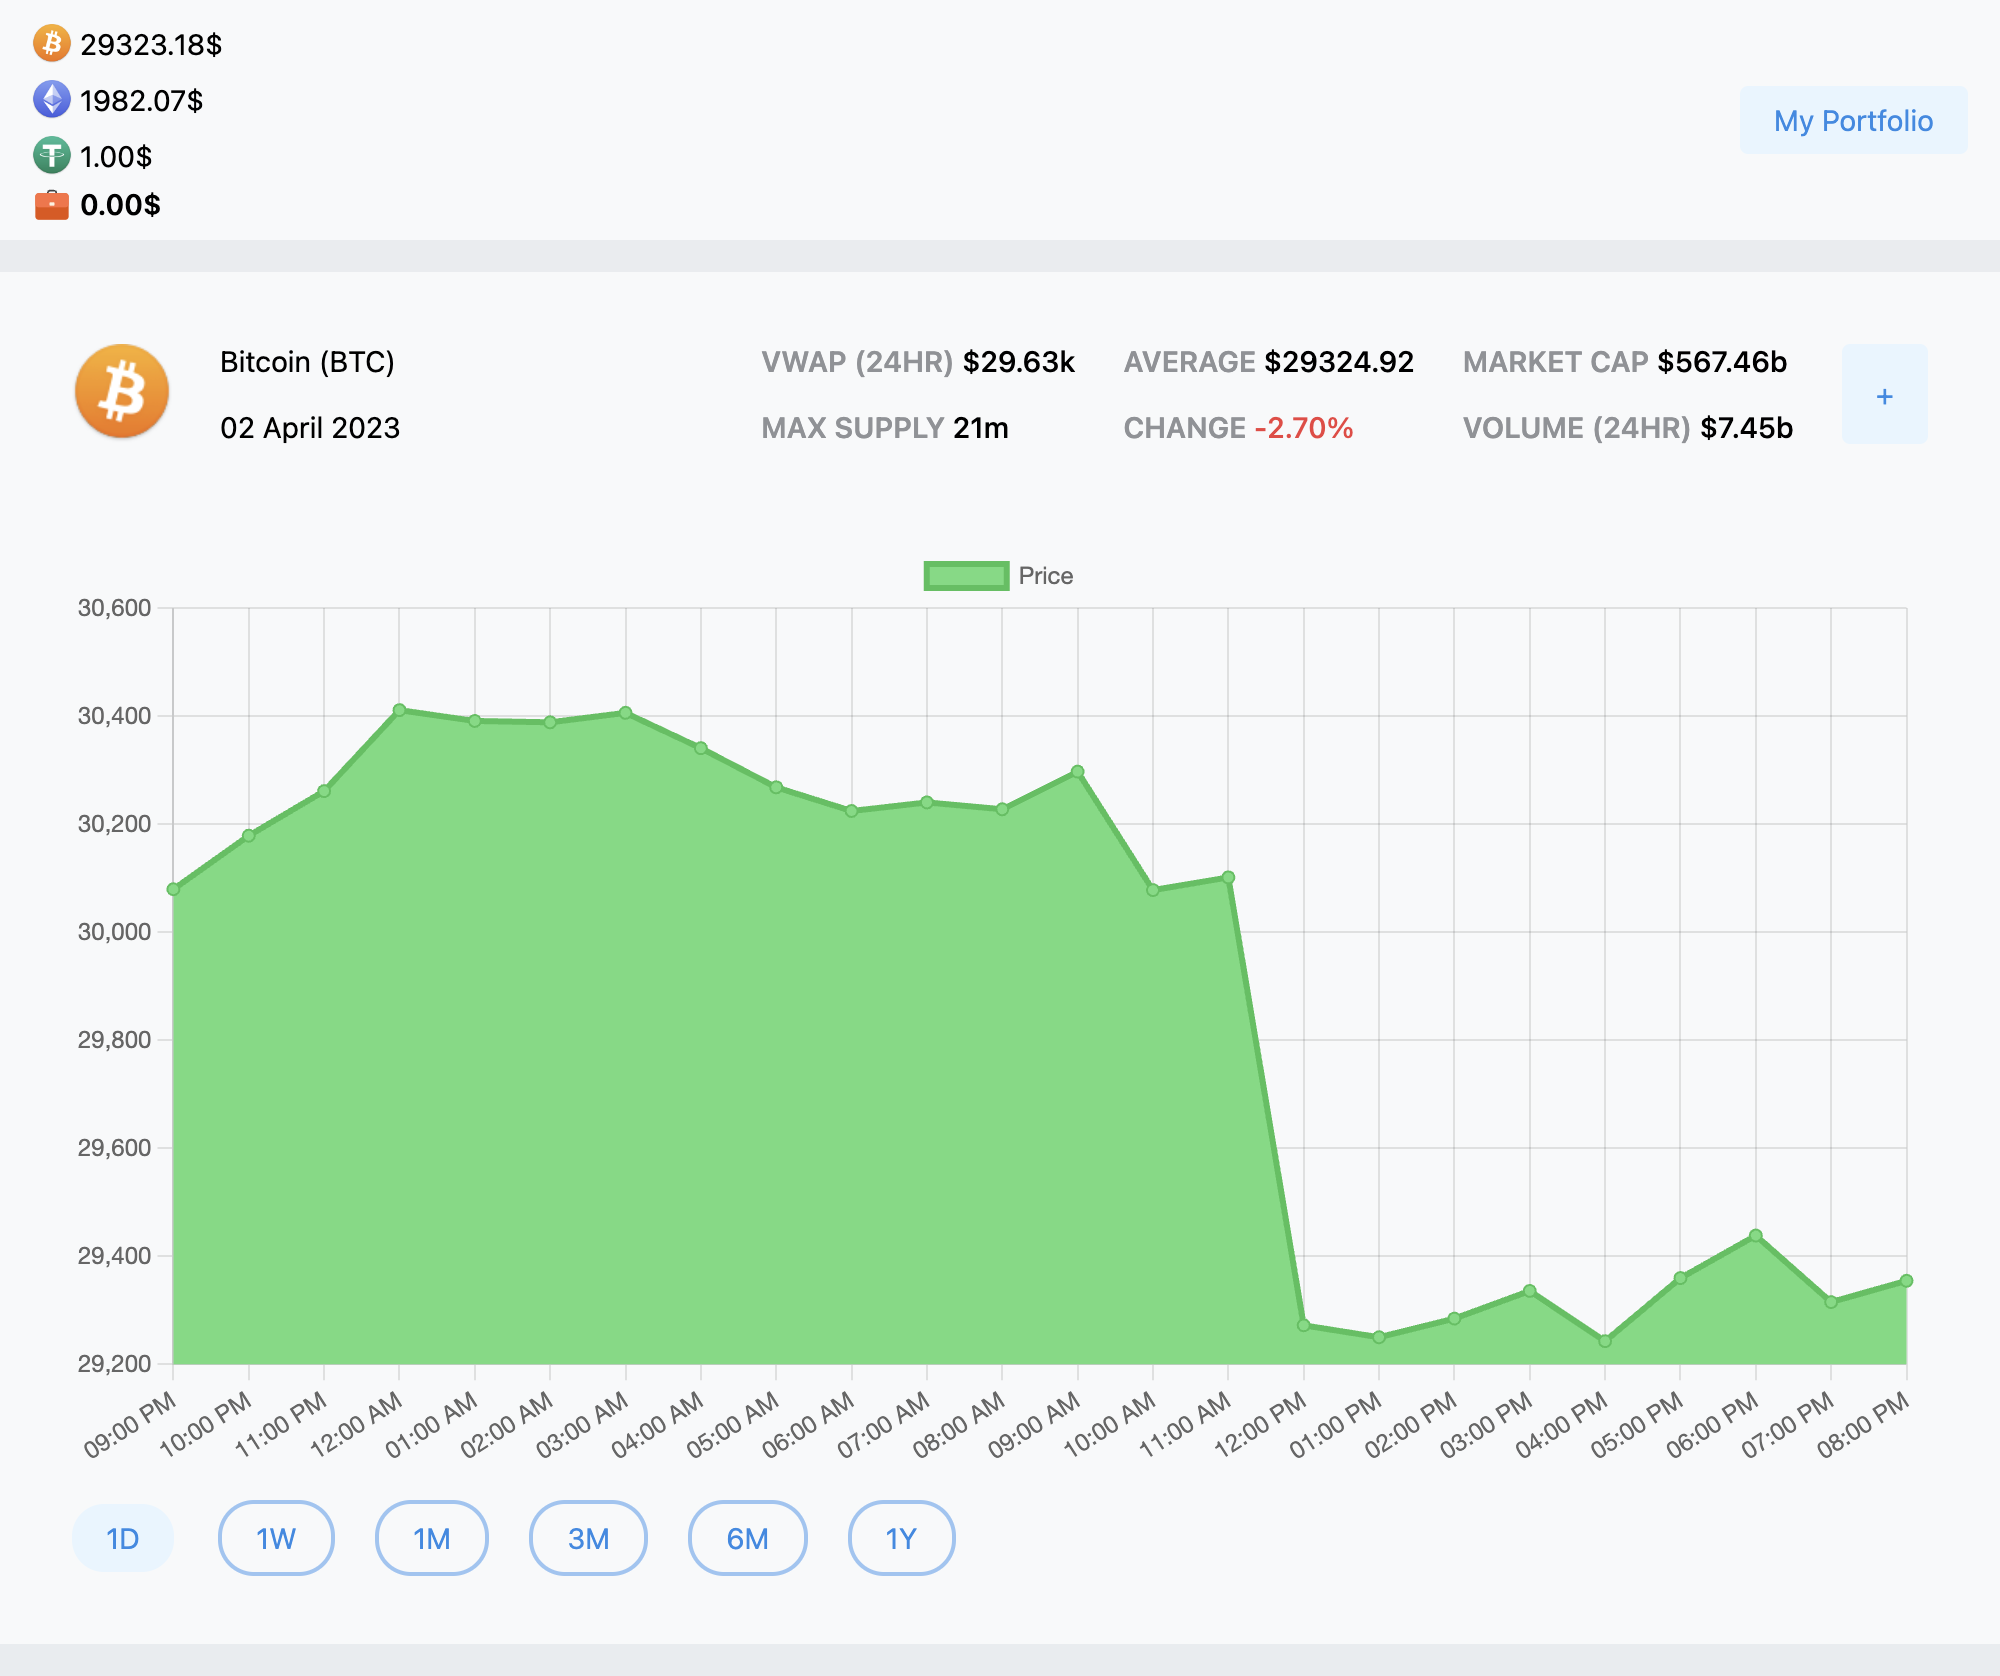 29323.18$
1982.07$
1.00$
0.00$
My Portfolio
Bitcoin (BTC)
02 April 2023
VWAP (24HR) $29.63k
AVERAGE $29324.92
MARKET CAP $567.46b
MAX SUPPLY 21m
CHANGE -2.70%
VOLUME (24HR) $7.45b
+
Price
30,600
30,400
30,200
30,000
29,800
29,600
29,400
29,200
09:00 PM
10:00 PM
11:00 PM
12:00 AM
01:00 AM
02:00 AM
03:00 AM
04:00 AM
05:00 AM
06:00 AM
07:00 AM
08:00 AM
09:00 AM
10:00 AM
11:00 AM
12:00 PM
01:00 PM
02:00 PM
03:00 PM
04:00 PM
05:00 PM
06:00 PM
07:00 PM
08:00 PM
1D
1W
1M
3M
6M
1Y